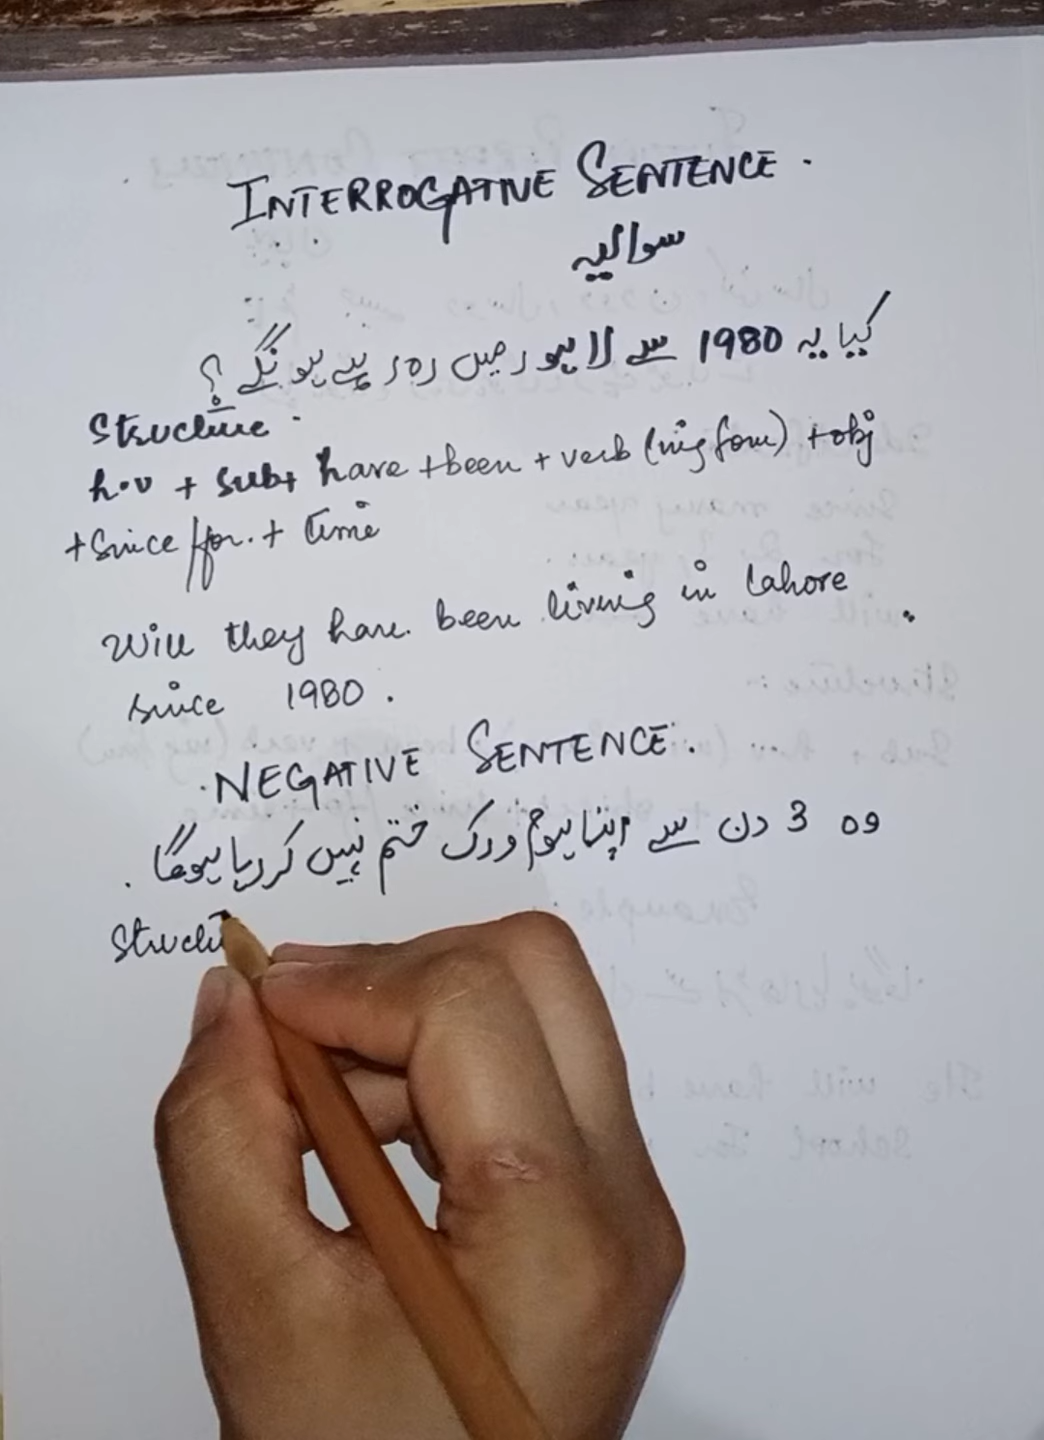 INTERROGATIVE SENTENCE.
سوالیہ
کیا یہ 1980 سے لاہور میں رہ رہے ہونگے ؟
Structure
h.v + sub+ have +been + verb (ing form) + obj
+ since/for. + time
Will they have been living in lahore.
since 1980.
NEGATIVE SENTENCE.
وہ 3 دن سے اپنا ہوم ورک ختم نہیں کر رہا ہوگا .
Structu